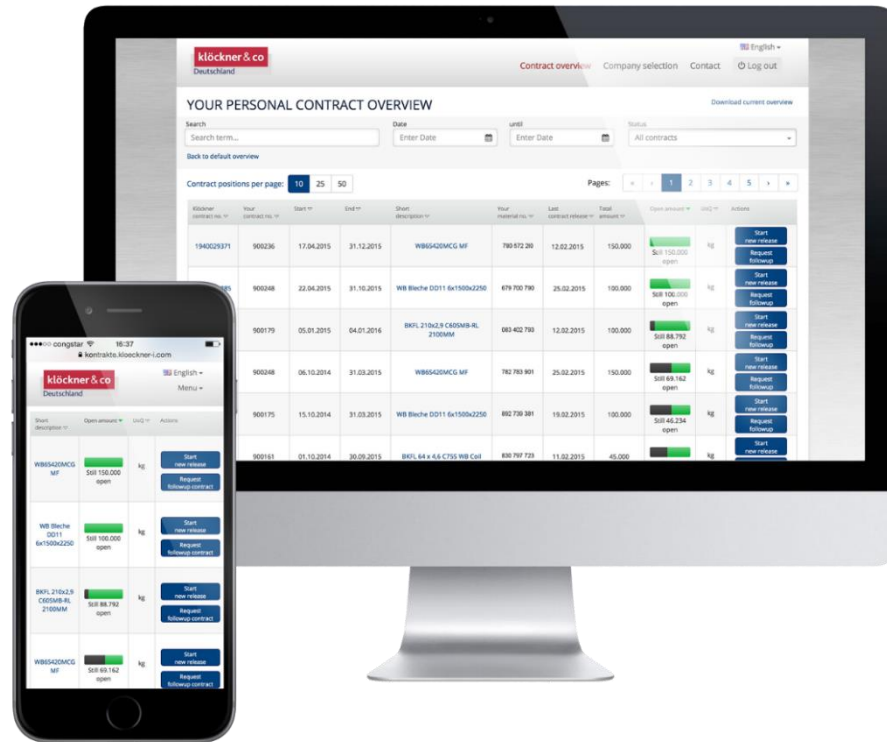 klöckner & co
Deutschland
English
Contract overview Company selection Contact Log out
YOUR PERSONAL CONTRACT OVERVIEW
Download current overview
Search Date until Status
Search term... Enter Date Enter Date All contracts
Back to default overview
Contract positions per page: 10 25 50 Pages: « ‹ 1 2 3 4 5 › »
Klöckner contract no. Your contract no. Start End Short description Your material no. Last contract release Total amount Open amount UoQ Actions
1940029371 900236 17.04.2015 31.12.2015 WB6S420MCG MF 12.02.2015 150.000 Still 150.000 open kg Start new release
Request followup
900248 22.04.2015 31.10.2015 WB Bleche DD11 6x1500x2250 679 700 790 25.02.2015 100.000 Still 100.000 open kg Start new release
Request followup
900179 05.01.2015 04.01.2016 BKFL 210x2,9 C60SMB-RL 2100MM 083 402 793 12.02.2015 100.000 Still 88.792 open kg Start new release
Request followup
900248 06.10.2014 31.03.2015 WB6S420MCG MF 782 783 901 25.02.2015 150.000 Still 69.162 open kg Start new release
Request followup
900175 15.10.2014 31.03.2015 WB Bleche DD11 6x1500x2250 892 739 381 19.02.2015 100.000 Still 46.234 open kg Start new release
Request followup
900161 01.10.2014 30.09.2015 BKFL 64 x 4,6 C75S WB Coil 830 797 723 11.02.2015 45.000 kg Start new release
congstar 16:37
kontrakte.kloeckner-i.com
klöckner & co
Deutschland
English
Menu
Short description Open amount UoQ Actions
WB6S420MCG MF Still 150.000 open kg Start new release
Request followup contract
WB Bleche DD11 6x1500x2250 Still 100.000 open kg Start new release
Request followup contract
BKFL 210x2,9 C60SMB-RL 2100MM Still 88.792 open kg Start new release
Request followup contract
WB6S420MCG MF Still 69.162 open kg Start new release
Request followup contract